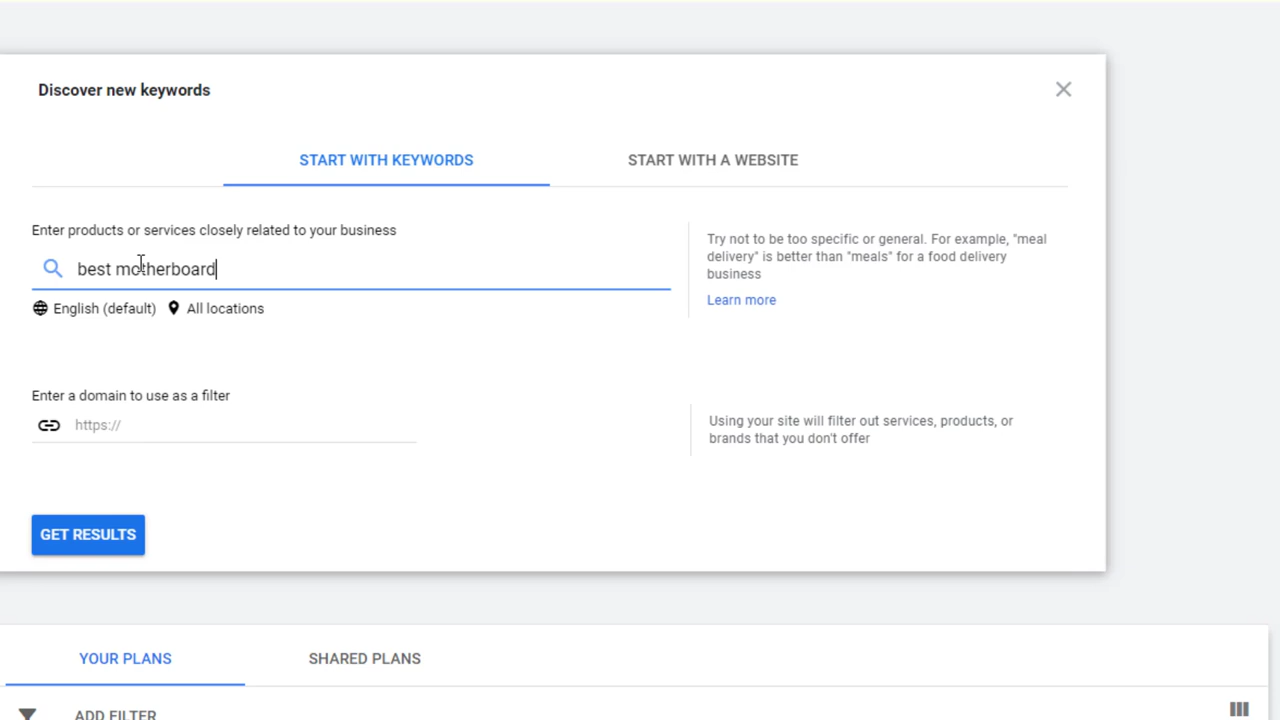 Discover new keywords
START WITH KEYWORDS
START WITH A WEBSITE
Enter products or services closely related to your business
best motherboard
English (default)
All locations
Try not to be too specific or general. For example, "meal
delivery" is better than "meals" for a food delivery
business
Learn more
Enter a domain to use as a filter
https://
Using your site will filter out services, products, or
brands that you don't offer
GET RESULTS
YOUR PLANS
SHARED PLANS
ADD FILTER